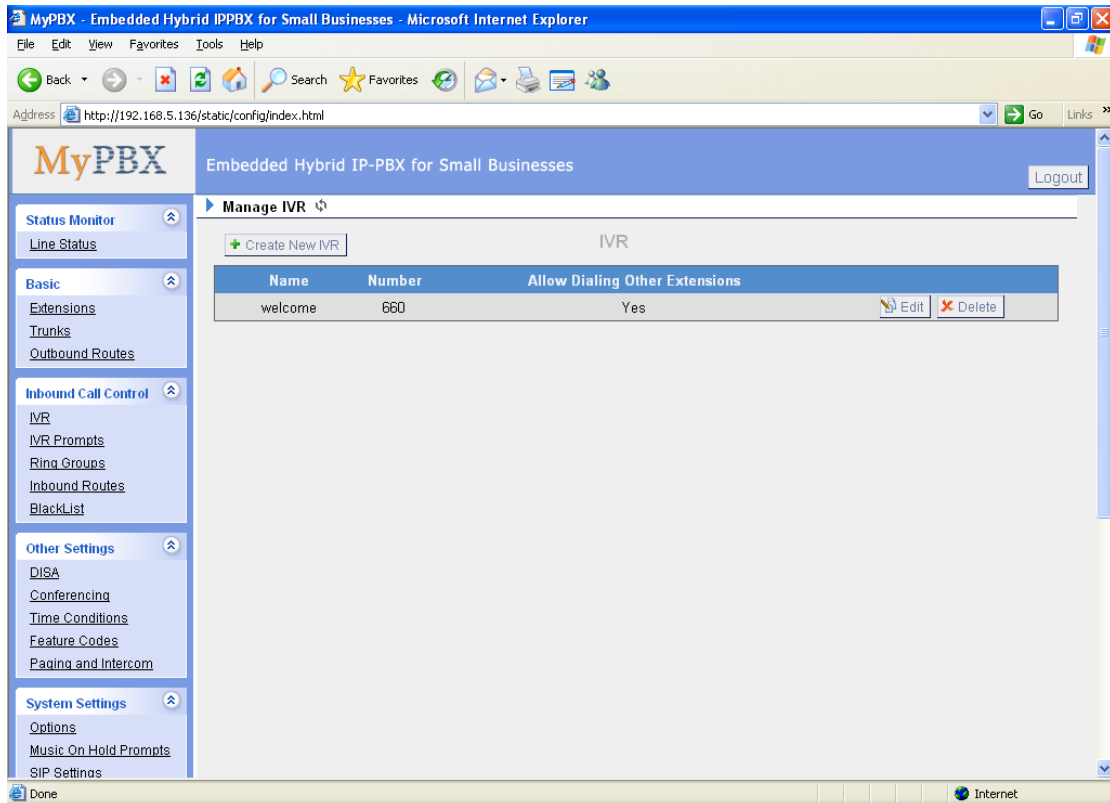 MyPBX - Embedded Hybrid IPPBX for Small Businesses - Microsoft Internet Explorer
File Edit View Favorites Tools Help
Back Search Favorites
Address http://192.168.5.136/static/config/index.html Go Links »
MyPBX
Embedded Hybrid IP-PBX for Small Businesses
Logout
Status Monitor
Line Status
Basic
Extensions
Trunks
Outbound Routes
Inbound Call Control
IVR
IVR Prompts
Ring Groups
Inbound Routes
BlackList
Other Settings
DISA
Conferencing
Time Conditions
Feature Codes
Paging and Intercom
System Settings
Options
Music On Hold Prompts
SIP Settings
Manage IVR
Create New IVR IVR
Name Number Allow Dialing Other Extensions
welcome 660 Yes Edit Delete
Done Internet